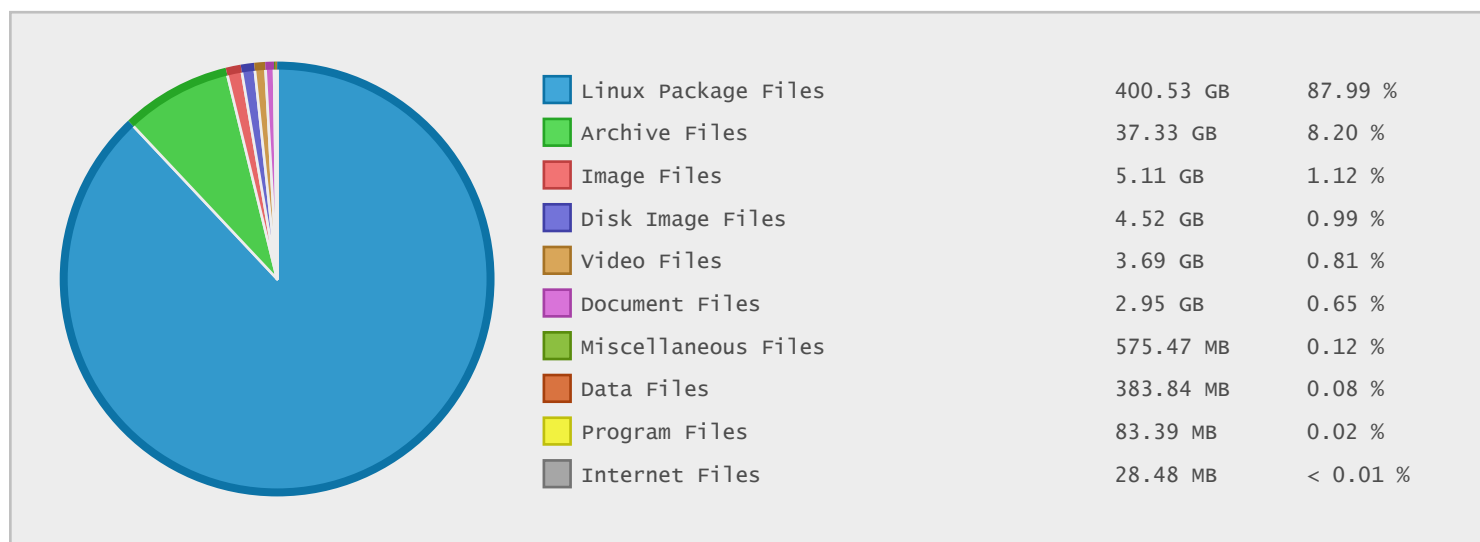 Linux Package Files 400.53 GB 87.99 %
Archive Files 37.33 GB 8.20 %
Image Files 5.11 GB 1.12 %
Disk Image Files 4.52 GB 0.99 %
Video Files 3.69 GB 0.81 %
Document Files 2.95 GB 0.65 %
Miscellaneous Files 575.47 MB 0.12 %
Data Files 383.84 MB 0.08 %
Program Files 83.39 MB 0.02 %
Internet Files 28.48 MB < 0.01 %